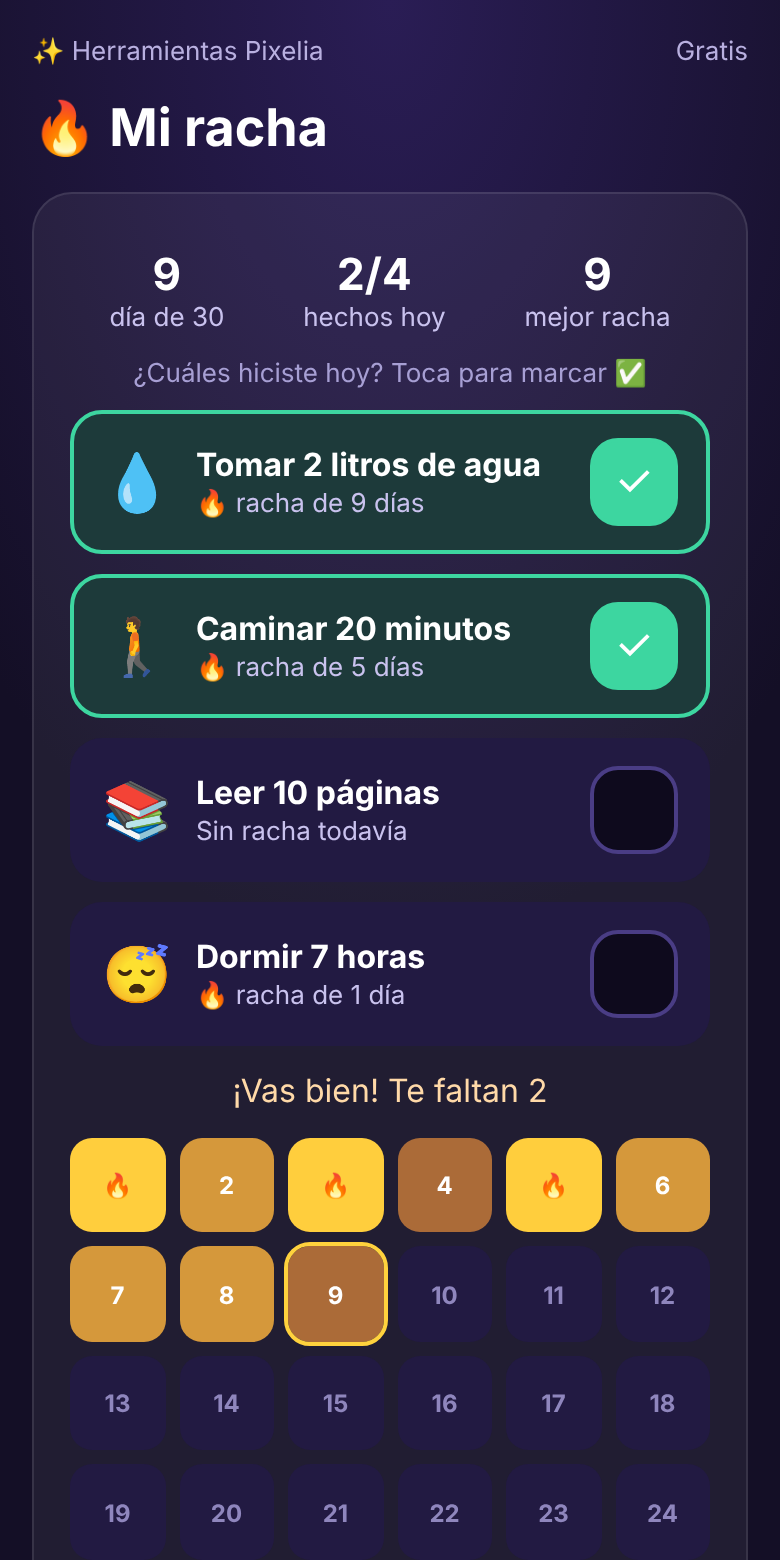 ✨ Herramientas Pixelia
Gratis
🔥 Mi racha
9
día de 30
2/4
hechos hoy
9
mejor racha
¿Cuáles hiciste hoy? Toca para marcar ✅
Tomar 2 litros de agua
🔥 racha de 9 días
Caminar 20 minutos
🔥 racha de 5 días
Leer 10 páginas
Sin racha todavía
Dormir 7 horas
🔥 racha de 1 día
¡Vas bien! Te faltan 2
🔥 2 🔥 4 🔥 6
7 8 9 10 11 12
13 14 15 16 17 18
19 20 21 22 23 24